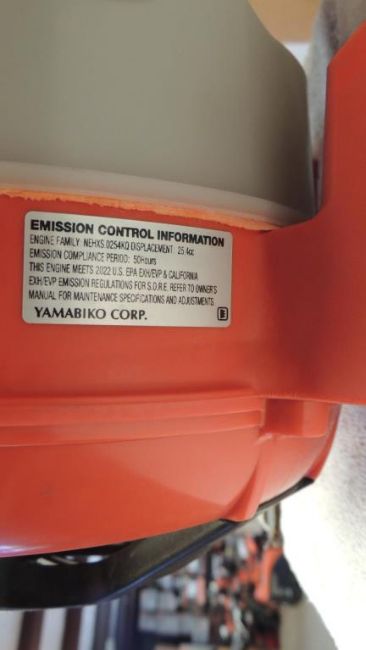 EMISSION CONTROL INFORMATION
ENGINE FAMILY: NEHXS.0254KQ DISPLACEMENT: 25.4cc
EMISSION COMPLIANCE PERIOD: 50Hours
THIS ENGINE MEETS 2022 U.S. EPA EXH/EVP & CALIFORNIA
EXH/EVP EMISSION REGULATIONS FOR S.O.R.E. REFER TO OWNER'S
MANUAL FOR MAINTENANCE SPECIFICATIONS AND ADJUSTMENTS.
YAMABIKO CORP.